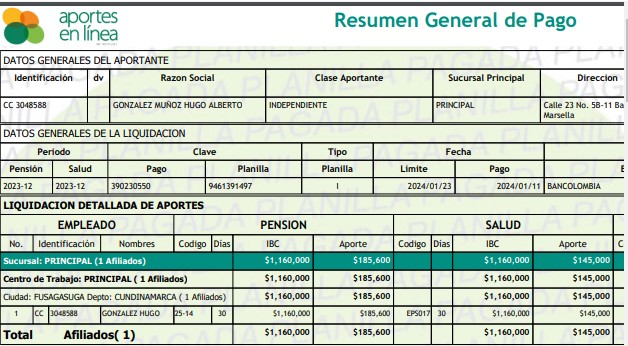 aportes
en línea
Resumen General de Pago
DATOS GENERALES DEL APORTANTE
Identificación dv Razon Social Clase Aportante Sucursal Principal Direccion
CC 3048588 GONZALEZ MUÑOZ HUGO ALBERTO INDEPENDIENTE PRINCIPAL Calle 23 No. 5B-11 Ba
Marsella
DATOS GENERALES DE LA LIQUIDACION
Periodo Clave Tipo Fecha
Pensión Salud Pago Planilla Planilla Limite Pago
2023-12 2023-12 390230550 9461391497 I 2024/01/23 2024/01/11 BANCOLOMBIA
LIQUIDACION DETALLADA DE APORTES
EMPLEADO PENSION SALUD
No. Identificación Nombres Codigo Dias IBC Aporte Codigo Dias IBC Aporte C
Sucursal: PRINCIPAL (1 Afiliados) $1,160,000 $185,600 $1,160,000 $145,000
Centro de Trabajo: PRINCIPAL ( 1 Afiliados) $1,160,000 $185,600 $1,160,000 $145,000
Ciudad: FUSAGASUGA Depto: CUNDINAMARCA ( 1 Afiliados) $1,160,000 $185,600 $1,160,000 $145,000
1 CC 3048588 GONZALEZ HUGO 25-14 30 $1,160,000 $185,600 EPS017 30 $1,160,000 $145,000
Total Afiliados( 1) $1,160,000 $185,600 $1,160,000 $145,000
PLANILLA PAGADA